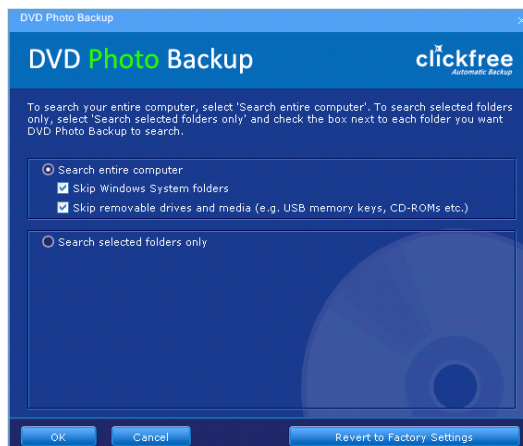 DVD Photo Backup
DVD Photo Backup
clickfree
Automatic Backup
To search your entire computer, select 'Search entire computer'. To search selected folders
only, select 'Search selected folders only' and check the box next to each folder you want
DVD Photo Backup to search.
Search entire computer
Skip Windows System folders
Skip removable drives and media (e.g. USB memory keys, CD-ROMs etc.)
Search selected folders only
OK Cancel Revert to Factory Settings